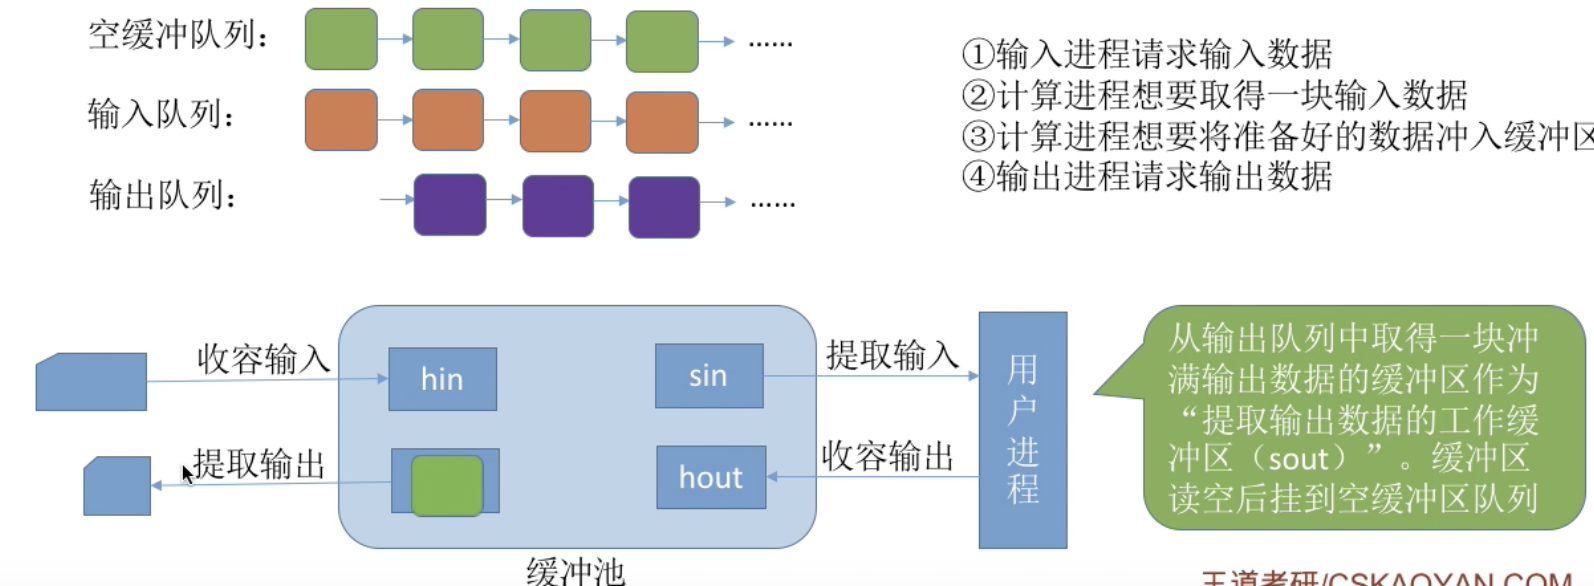 空缓冲队列：
……
输入队列：
……
输出队列：
……
①输入进程请求输入数据
②计算进程想要取得一块输入数据
③计算进程想要将准备好的数据冲入缓冲区
④输出进程请求输出数据
收容输入
hin
sin
提取输入
提取输出
hout
收容输出
用
户
进
程
缓冲池
从输出队列中取得一块冲
满输出数据的缓冲区作为
“提取输出数据的工作缓
冲区（sout）”。缓冲区
读空后挂到空缓冲区队列
王道考研/CSKAOYAN.COM